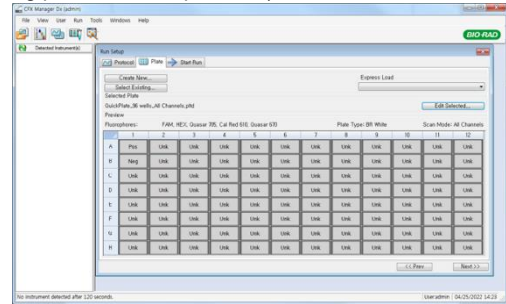 CFX Manager Dx (admin)
File View User Run Tools Windows Help
BIO-RAD
Detected Instrument(s)
Run Setup
Protocol Plate Start Run
Create New... Express Load
Select Existing...
Selected Plate
QuickPlate_96 wells_All Channels.pltd Edit Selected...
Preview
Fluorophores: FAM, HEX, Quasar 705, Cal Red 610, Quasar 670 Plate Type: BR White Scan Mode: All Channels
1 2 3 4 5 6 7 8 9 10 11 12
A Pos Unk Unk Unk Unk Unk Unk Unk Unk Unk Unk Unk
B Neg Unk Unk Unk Unk Unk Unk Unk Unk Unk Unk Unk
C Unk Unk Unk Unk Unk Unk Unk Unk Unk Unk Unk Unk
D Unk Unk Unk Unk Unk Unk Unk Unk Unk Unk Unk Unk
E Unk Unk Unk Unk Unk Unk Unk Unk Unk Unk Unk Unk
F Unk Unk Unk Unk Unk Unk Unk Unk Unk Unk Unk Unk
G Unk Unk Unk Unk Unk Unk Unk Unk Unk Unk Unk Unk
H Unk Unk Unk Unk Unk Unk Unk Unk Unk Unk Unk Unk
<< Prev Next >>
No instrument detected after 120 seconds. User:admin 04/25/2022 14:23